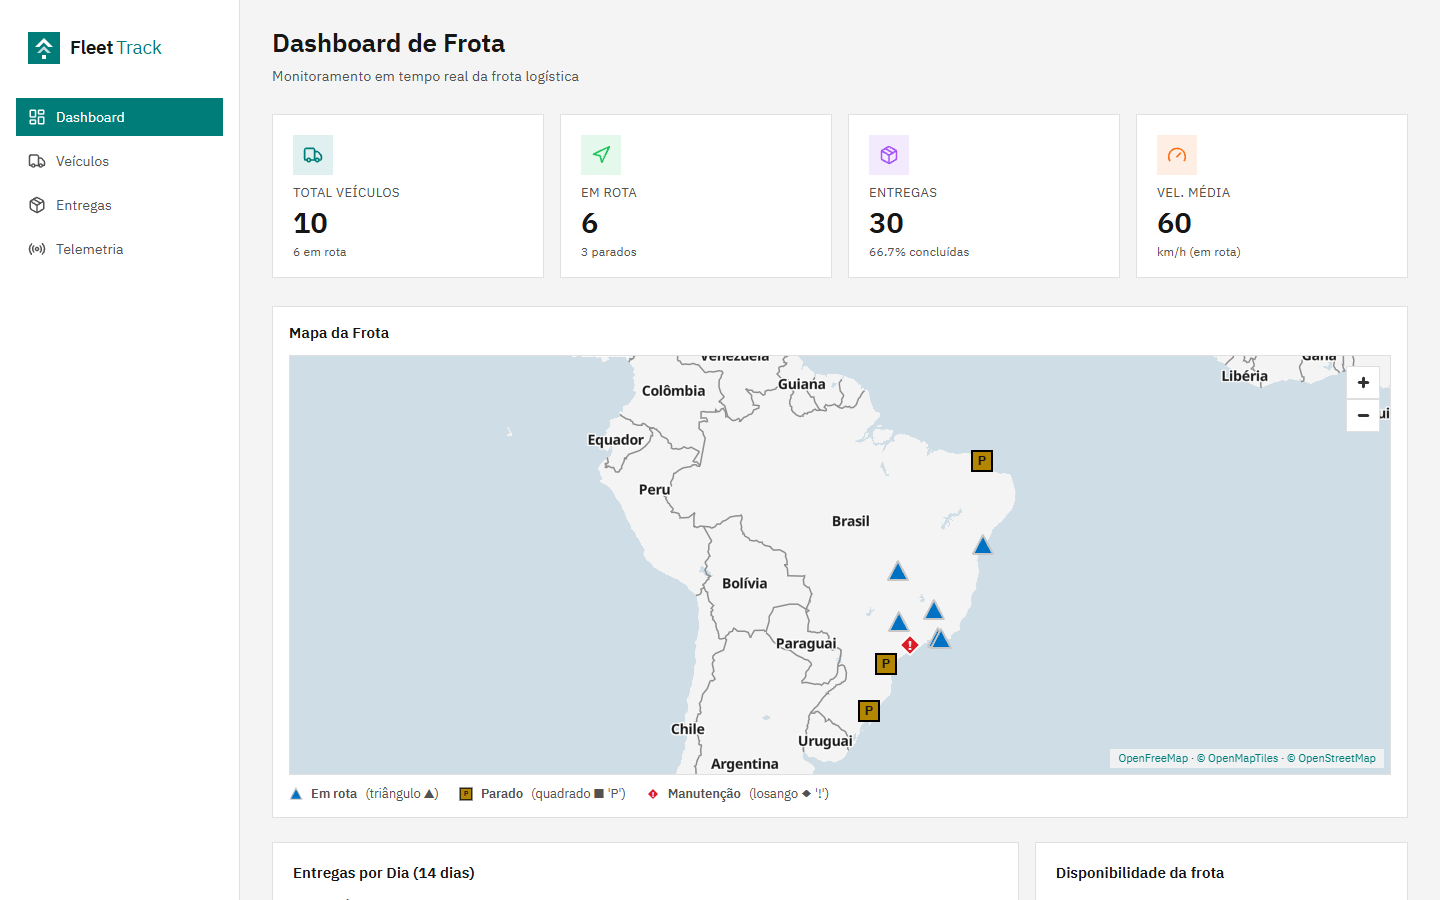 Fleet Track
Dashboard
Veículos
Entregas
Telemetria
Dashboard de Frota
Monitoramento em tempo real da frota logística
TOTAL VEÍCULOS
10
6 em rota
EM ROTA
6
3 parados
ENTREGAS
30
66.7% concluídas
VEL. MÉDIA
60
km/h (em rota)
Mapa da Frota
Venezuela
Colômbia
Guiana
Equador
Peru
Brasil
Bolívia
Paraguai
Chile
Uruguai
Argentina
Libéria
Gana
+
−
P
P
P
!
OpenFreeMap · © OpenMapTiles · © OpenStreetMap
Em rota (triângulo ▲) P Parado (quadrado ■ 'P') ! Manutenção (losango ◆ '!')
Entregas por Dia (14 dias)
Disponibilidade da frota